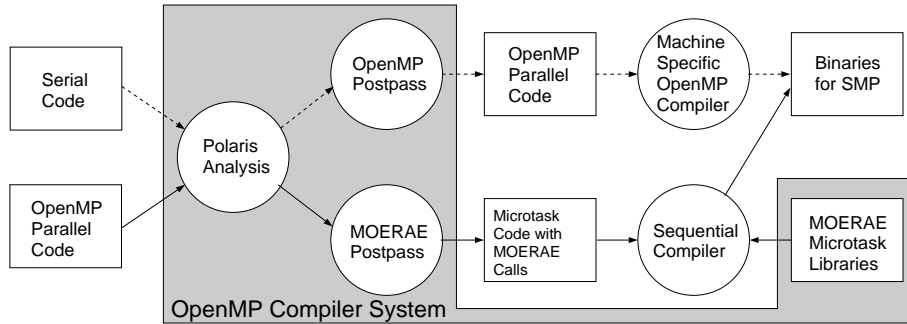 Serial
Code
OpenMP
Parallel
Code
Polaris
Analysis
OpenMP
Postpass
MOERAE
Postpass
OpenMP Compiler System
OpenMP
Parallel
Code
Microtask
Code with
MOERAE
Calls
Machine
Specific
OpenMP
Compiler
Sequential
Compiler
Binaries
for SMP
MOERAE
Microtask
Libraries